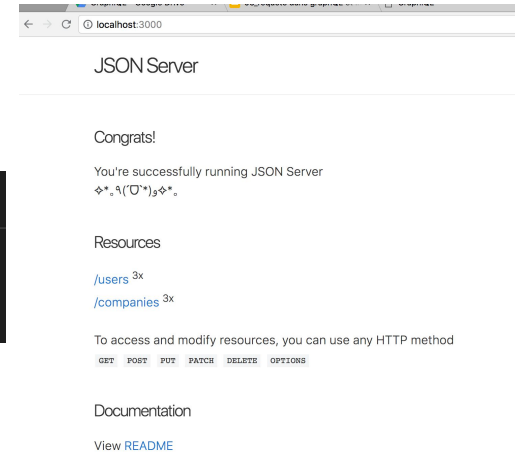 localhost:3000
JSON Server
Congrats!
You're successfully running JSON Server
✧*｡٩(ˊᗜˋ*)و✧*｡
Resources
/users 3x
/companies 3x
To access and modify resources, you can use any HTTP method
GET POST PUT PATCH DELETE OPTIONS
Documentation
View README